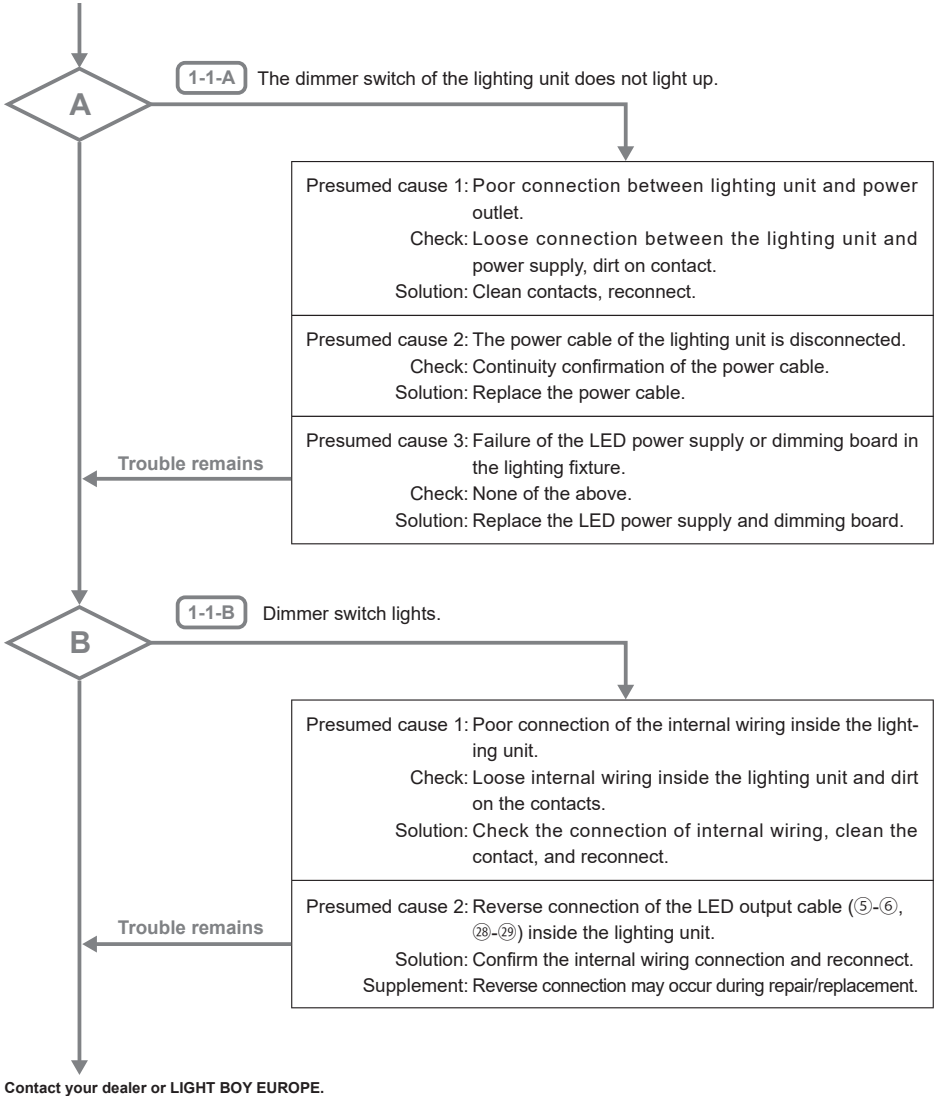 1-1-A The dimmer switch of the lighting unit does not light up.
A
Presumed cause 1: Poor connection between lighting unit and power
outlet.
Check: Loose connection between the lighting unit and
power supply, dirt on contact.
Solution: Clean contacts, reconnect.
Presumed cause 2: The power cable of the lighting unit is disconnected.
Check: Continuity confirmation of the power cable.
Solution: Replace the power cable.
Presumed cause 3: Failure of the LED power supply or dimming board in
the lighting fixture.
Check: None of the above.
Solution: Replace the LED power supply and dimming board.
Trouble remains
1-1-B Dimmer switch lights.
B
Presumed cause 1: Poor connection of the internal wiring inside the light-
ing unit.
Check: Loose internal wiring inside the lighting unit and dirt
on the contacts.
Solution: Check the connection of internal wiring, clean the
contact, and reconnect.
Presumed cause 2: Reverse connection of the LED output cable (⑤-⑥,
㉘-㉙) inside the lighting unit.
Solution: Confirm the internal wiring connection and reconnect.
Supplement: Reverse connection may occur during repair/replacement.
Trouble remains
Contact your dealer or LIGHT BOY EUROPE.